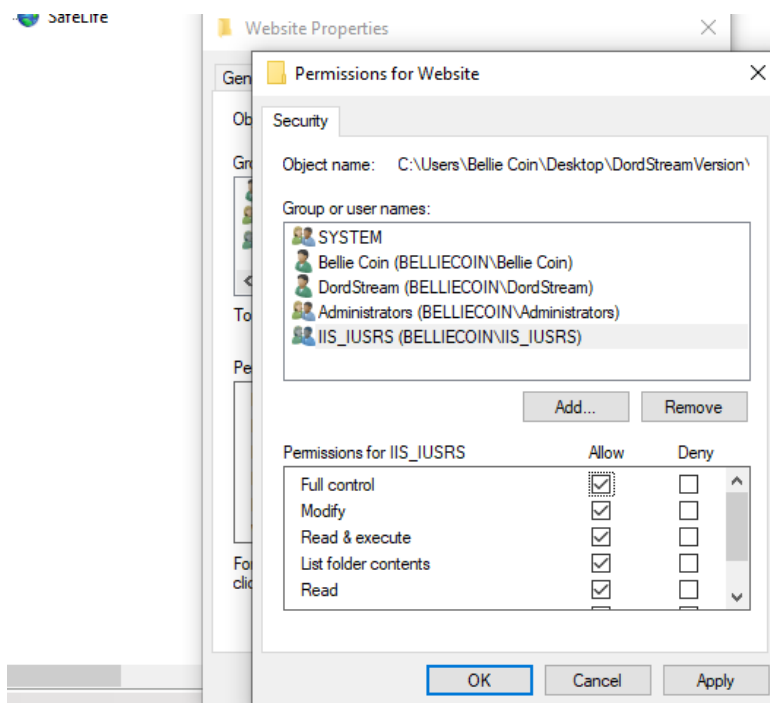 SafeLife
Website Properties
Permissions for Website
Gen
Security
Ob
Object name: C:\Users\Bellie Coin\Desktop\DordStreamVersion\
Gr
Group or user names:
SYSTEM
Bellie Coin (BELLIECOIN\Bellie Coin)
DordStream (BELLIECOIN\DordStream)
Administrators (BELLIECOIN\Administrators)
IIS_IUSRS (BELLIECOIN\IIS_IUSRS)
To
Pe
Add... Remove
Permissions for IIS_IUSRS Allow Deny
Full control
Modify
Read & execute
List folder contents
Read
Fo
clic
OK Cancel Apply